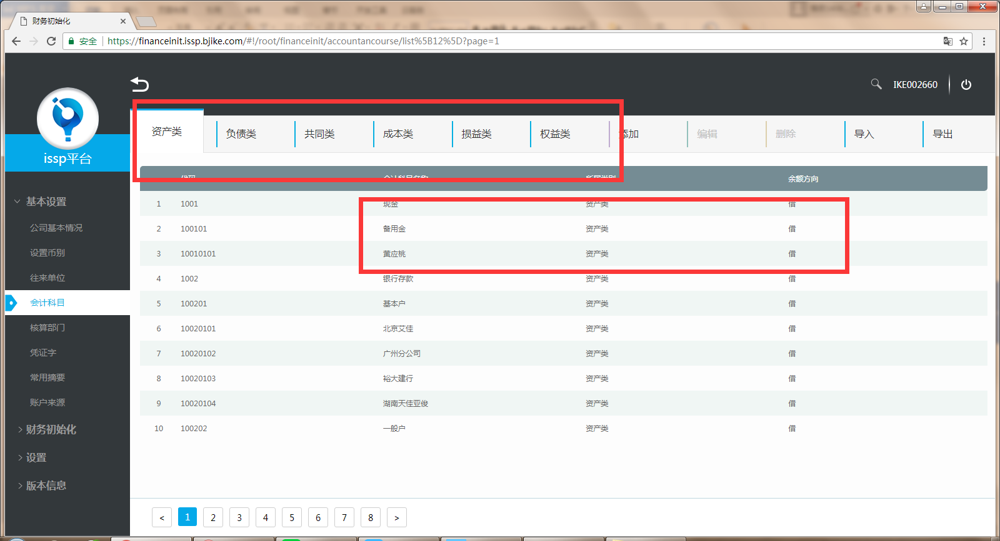 财务初始化
安全 https://financeinit.issp.bjike.com/#!/root/financeinit/accountancourse/list%5B12%5D?page=1
IKE002660
issp平台
资产类 负债类 共同类 成本类 损益类 权益类 添加 编辑 删除 导入 导出
代码 会计科目名称 所属类别 余额方向
基本设置
公司基本情况
设置币别
往来单位
会计科目
核算部门
凭证字
常用摘要
账户来源
财务初始化
设置
版本信息
1 1001 现金 资产类 借
2 100101 备用金 资产类 借
3 10010101 黄应桃 资产类 借
4 1002 银行存款 资产类 借
5 100201 基本户 资产类 借
6 10020101 北京艾佳 资产类 借
7 10020102 广州分公司 资产类 借
8 10020103 裕大建行 资产类 借
9 10020104 湖南天佳亚俊 资产类 借
10 100202 一般户 资产类 借
< 1 2 3 4 5 6 7 8 >